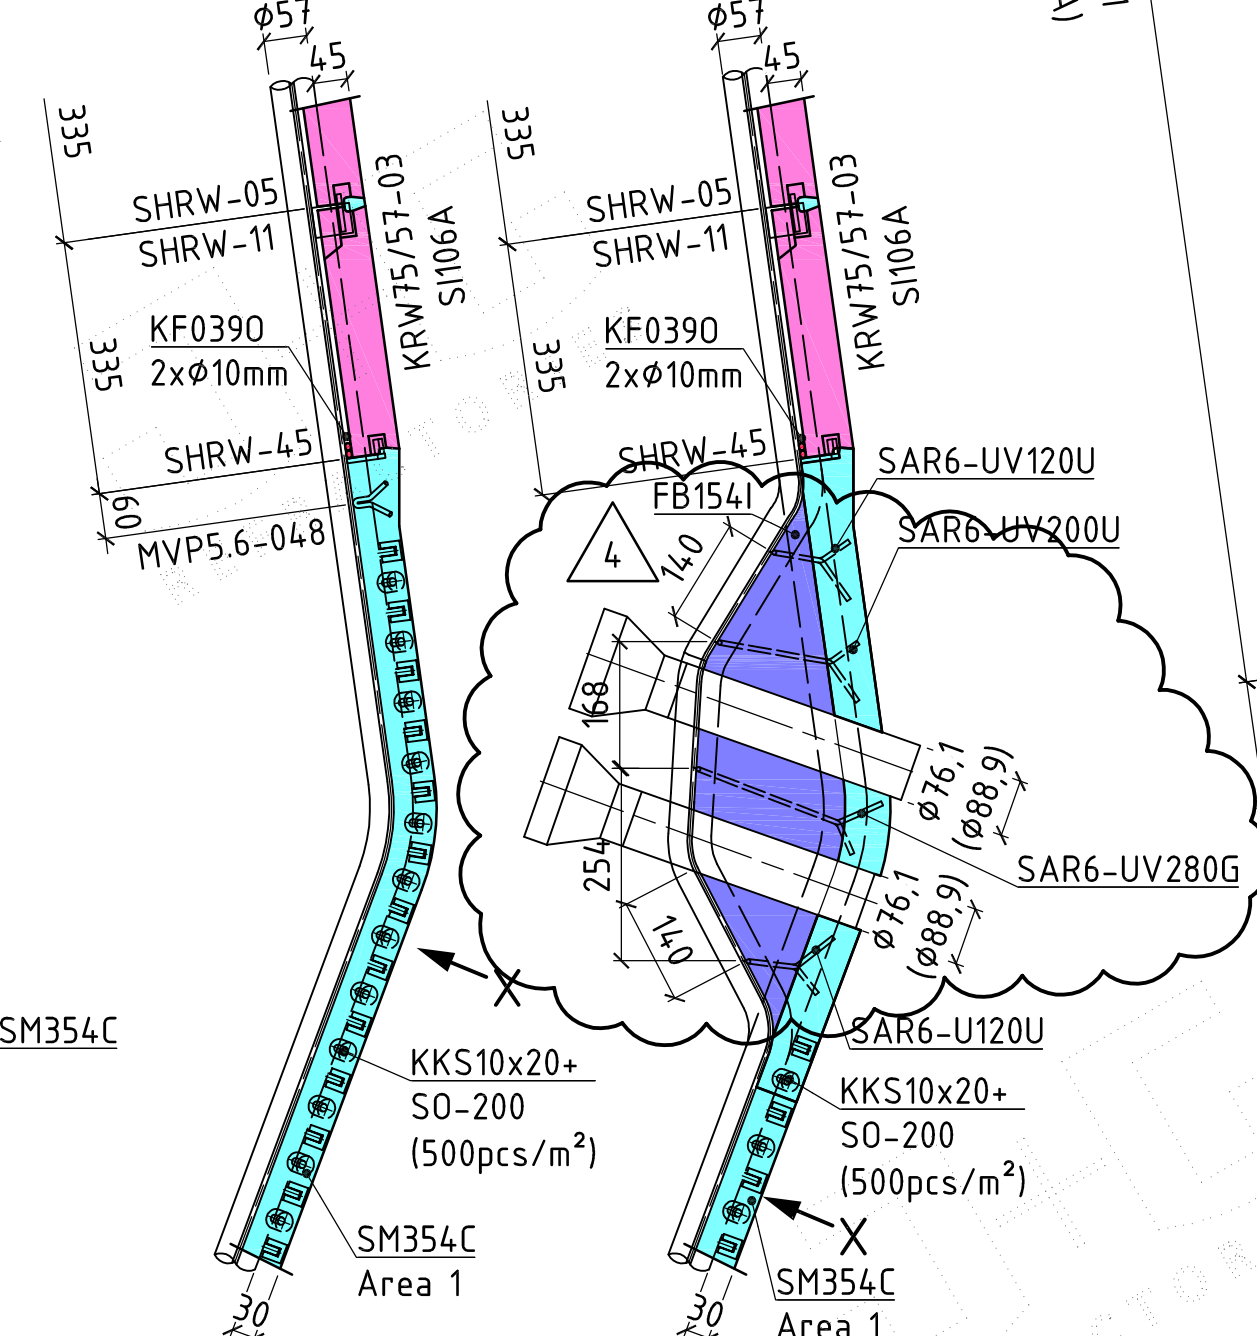 φ57
45
335
SHRW-05
SHRW-11
KRW75/57-03
SI106A
KF039O
2xφ10mm
335
SHRW-45
60
MVP5.6-048
X
KKS10x20+
SO-200
(500pcs/m²)
SM354C
SM354C
Area 1
30
φ57
45
335
SHRW-05
SHRW-11
KRW75/57-03
SI106A
KF039O
2xφ10mm
335
SHRW-45
SAR6-UV120U
FB154I
SAR6-UV200U
4
140
168
φ76,1
(φ88,9)
SAR6-UV280G
254
φ76,1
(φ88,9)
140
SAR6-U120U
KKS10x20+
SO-200
(500pcs/m²)
X
SM354C
Area 1
30